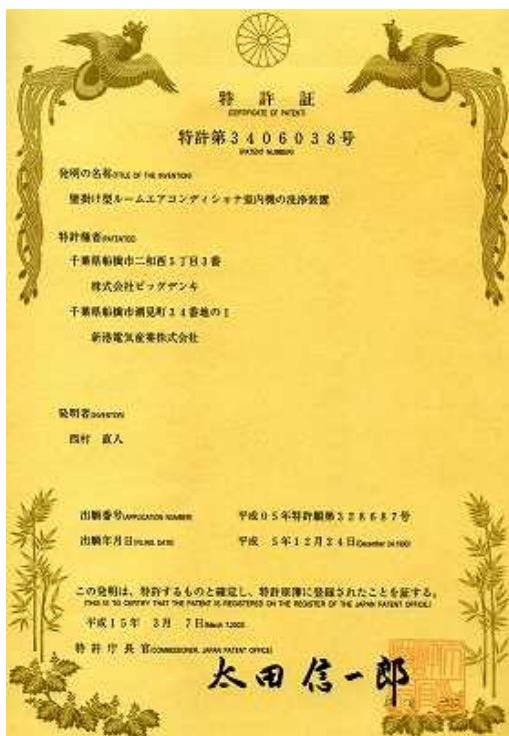 特許証
(CERTIFICATE OF PATENT)
特許第3406038号
(PATENT NUMBER)
発明の名称(TITLE OF THE INVENTION)
壁掛け型ルームエアコンディショナ室内機の洗浄装置
特許権者(PATENTEE)
千葉県船橋市二和西5丁目3番
株式会社ビッグデンキ
千葉県船橋市潮見町34番地の1
新港電気産業株式会社
発明者(INVENTOR)
西村 直人
出願番号(APPLICATION NUMBER) 平成05年特許願第328687号
出願年月日(FILING DATE) 平成 5年12月24日(December 24,1993)
この発明は、特許するものと確定し、特許原簿に登録されたことを証する。
(THIS IS TO CERTIFY THAT THE PATENT IS REGISTERED ON THE REGISTER OF THE JAPAN PATENT OFFICE.)
平成15年 3月 7日(March 7,2003)
特許庁長官(COMMISSIONER, JAPAN PATENT OFFICE)
太田信一郎